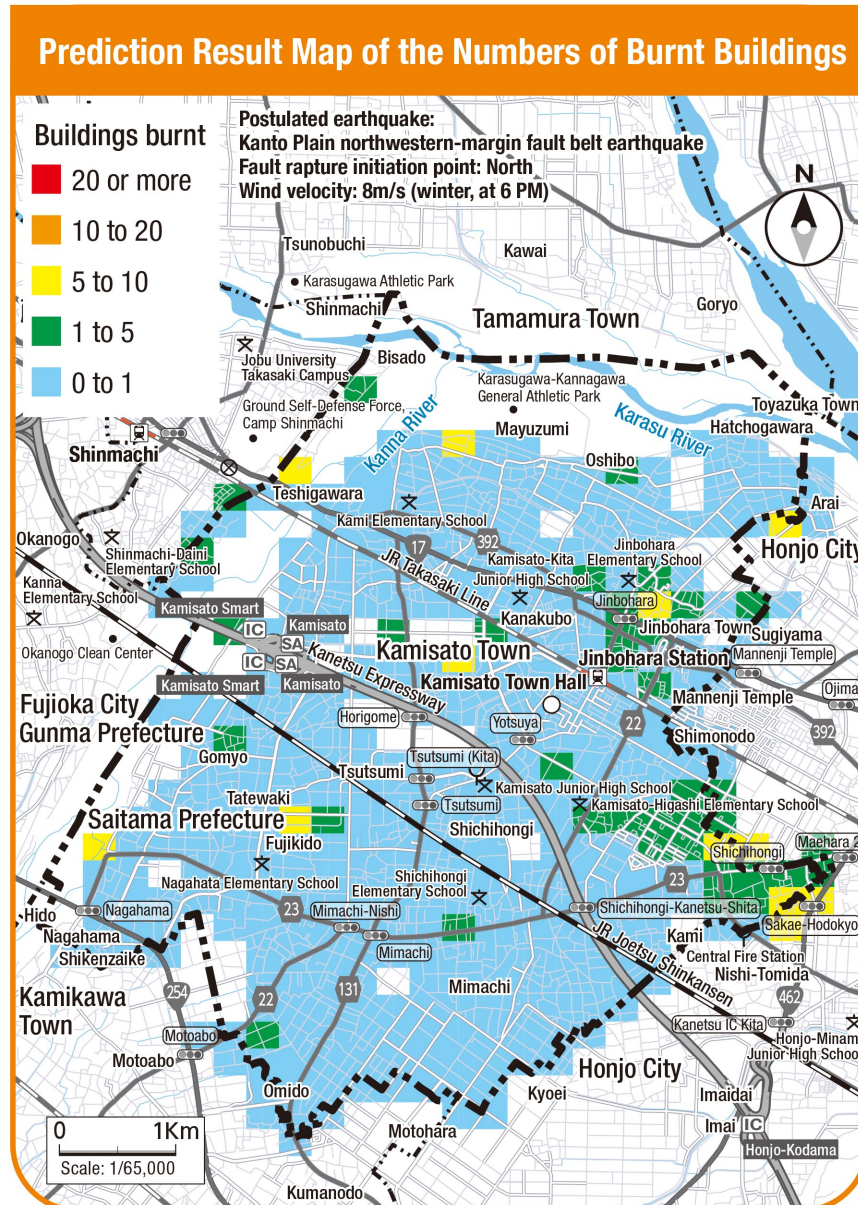 Prediction Result Map of the Numbers of Burnt Buildings
Buildings burnt
20 or more
10 to 20
5 to 10
1 to 5
0 to 1
Postulated earthquake:
Kanto Plain northwestern-margin fault belt earthquake
Fault rapture initiation point: North
Wind velocity: 8m/s (winter, at 6 PM)
N
Tsunobuchi
Kawai
Karasugawa Athletic Park
Shinmachi
Goryo
Tamamura Town
Jobu University
Takasaki Campus
Bisado
Karasugawa-Kannagawa
General Athletic Park
Toyazuka Town
Ground Self-Defense Force,
Camp Shinmachi
Kanna River
Mayuzumi
Karasu River
Hatchogawara
Shinmachi
Oshibo
Teshigawara
Arai
Kami Elementary School
Okanogo
Shinmachi-Daini
Elementary School
17
392
JR Takasaki Line
Kamisato-Kita
Junior High School
Jinbohara
Elementary School
Honjo City
Kanna
Elementary School
Kamisato Smart
IC
SA
Kamisato
Kanakubo
Jinbohara
Jinbohara Town
Sugiyama
Okanogo Clean Center
Kamisato Smart
IC
SA
Kamisato
Kanetsu Expressway
Kamisato Town
Kamisato Town Hall
Jinbohara Station
Mannenji Temple
Mannenji Temple
Ojima
Fujioka City
Gunma Prefecture
Horigome
Yotsuya
22
392
Shimonodo
Gomyo
Tsutsumi (Kita)
Tsutsumi
Kamisato Junior High School
Tatewaki
Tsutsumi
Kamisato-Higashi Elementary School
Saitama Prefecture
Shichihongi
Fujikido
Shichihongi
Maehara 2
Nagahata Elementary School
Shichihongi
Elementary School
23
Hido
Nagahama
23
Mimachi-Nishi
Shichihongi-Kanetsu-Shita
Sakae-Hodokyo
Nagahama
Mimachi
JR Joetsu Shinkansen
Kami
Shikenzaike
Central Fire Station
Nishi-Tomida
Kamikawa
Town
254
22
131
Mimachi
462
Motoabo
Kanetsu IC Kita
Motoabo
Honjo-Minami
Junior High School
Honjo City
Omido
Kyoei
Imaidai
0
1Km
Scale: 1/65,000
Motohara
Imai
IC
Honjo-Kodama
Kumanodo